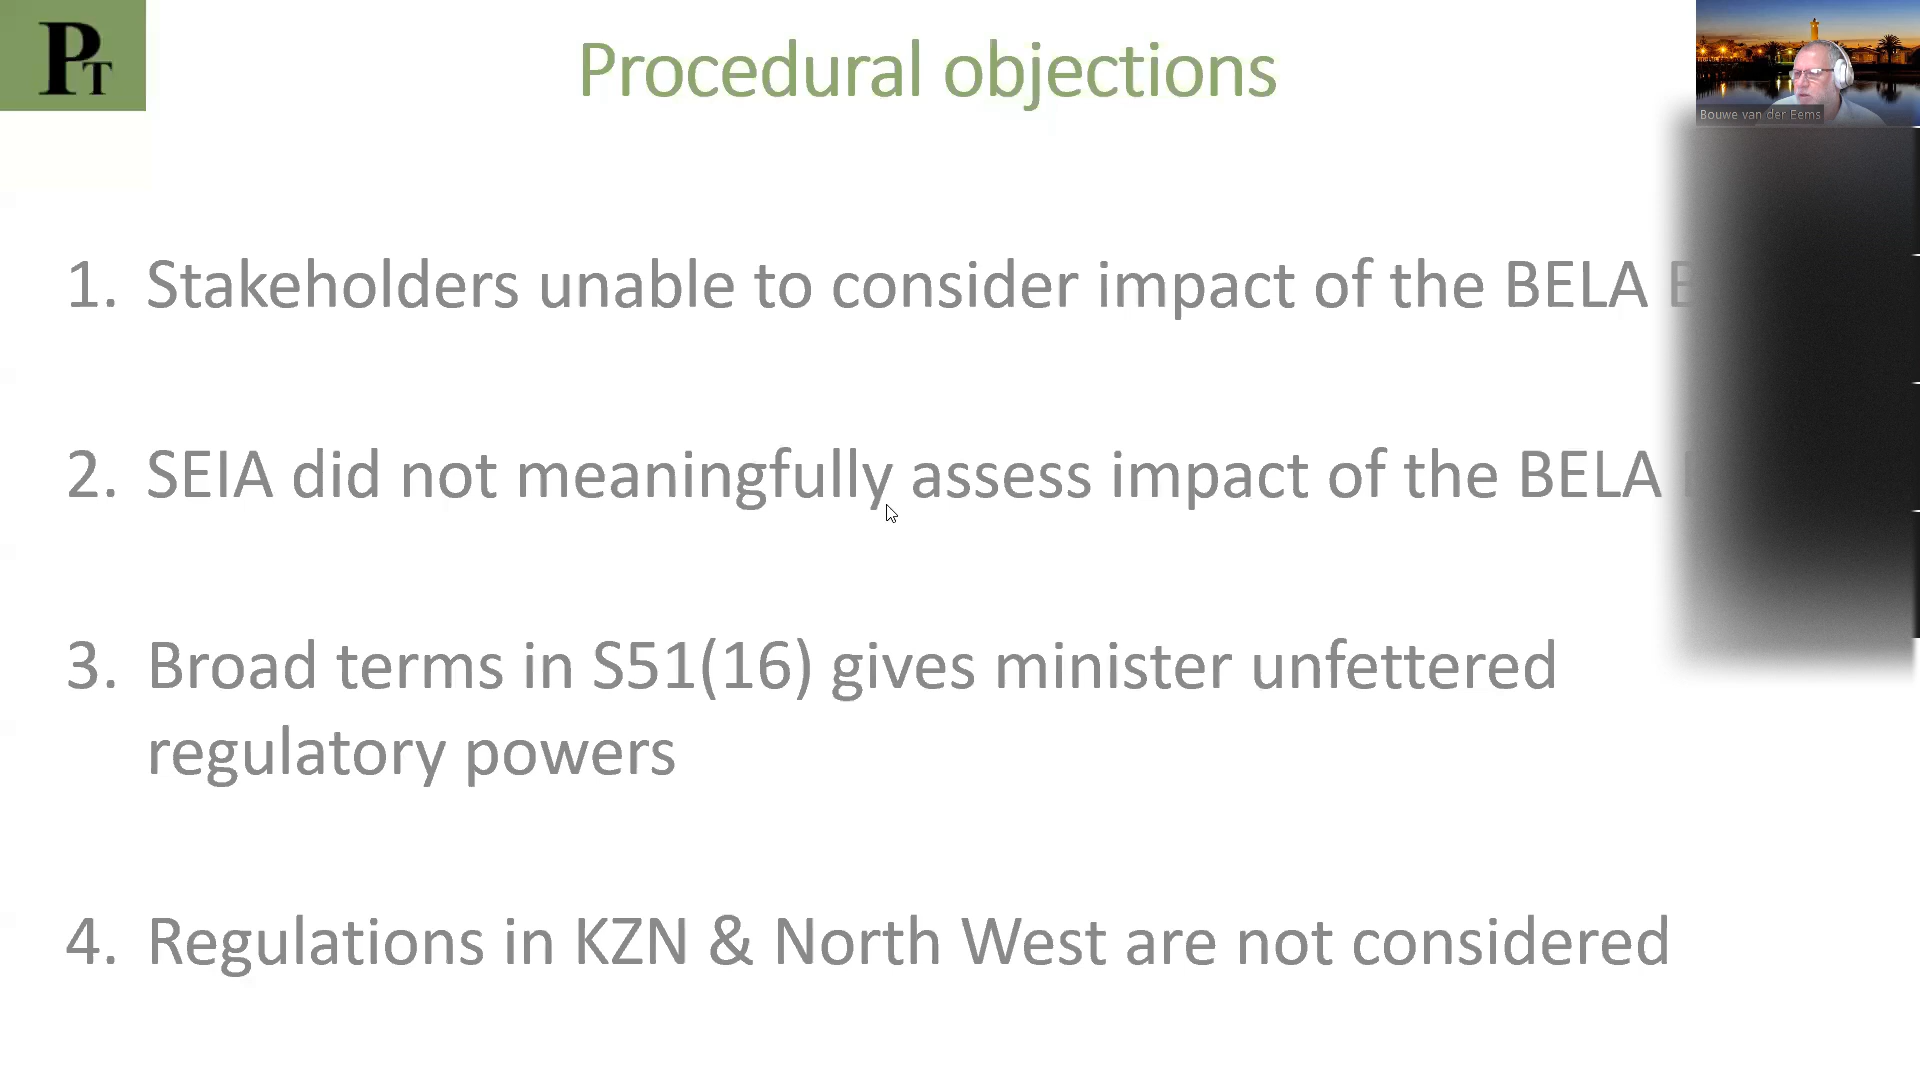 PT
Procedural objections
Bouwe van der Eems
1. Stakeholders unable to consider impact of the BELA
2. SEIA did not meaningfully assess impact of the BELA
3. Broad terms in S51(16) gives minister unfettered
regulatory powers
4. Regulations in KZN & North West are not considered